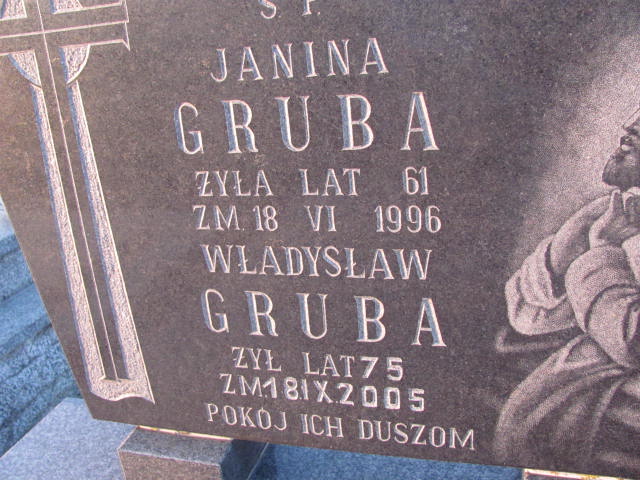 Ś. P.
JANINA
GRUBA
ŻYŁA LAT 61
ZM. 18 VI 1996
WŁADYSŁAW
GRUBA
ŻYŁ LAT 75
ZM.18.IX.2005
POKÓJ ICH DUSZOM